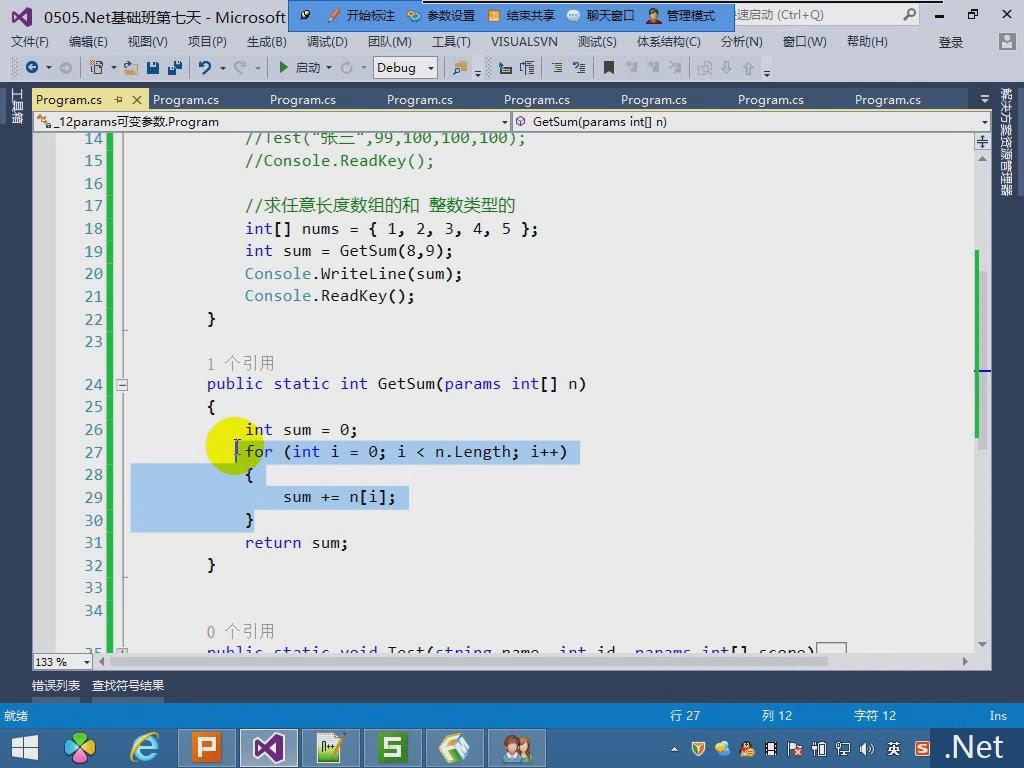 0505.Net基础班第七天 - Microsoft
开始标注 参数设置 结束共享 聊天窗口 管理模式
速启动 (Ctrl+Q)
文件(F) 编辑(E) 视图(V) 项目(P) 生成(B) 调试(D) 团队(M) 工具(T) VISUALSVN 测试(S) 体系结构(C) 分析(N) 窗口(W) 帮助(H) 登录
启动 Debug
工具箱
Program.cs Program.cs Program.cs Program.cs Program.cs Program.cs Program.cs Program.cs
解决方案资源管理器
_12params可变参数.Program GetSum(params int[] n)
14 //Test("张三",99,100,100,100);
15 //Console.ReadKey();
16
17 //求任意长度数组的和 整数类型的
18 int[] nums = { 1, 2, 3, 4, 5 };
19 int sum = GetSum(8,9);
20 Console.WriteLine(sum);
21 Console.ReadKey();
22 }
23
1 个引用
24 public static int GetSum(params int[] n)
25 {
26 int sum = 0;
27 for (int i = 0; i < n.Length; i++)
28 {
29 sum += n[i];
30 }
31 return sum;
32 }
33
34
0 个引用
35 public static void Test(string name, int id, params int[] score)
133 %
错误列表 查找符号结果
就绪 行 27 列 12 字符 12 Ins
英 .Net